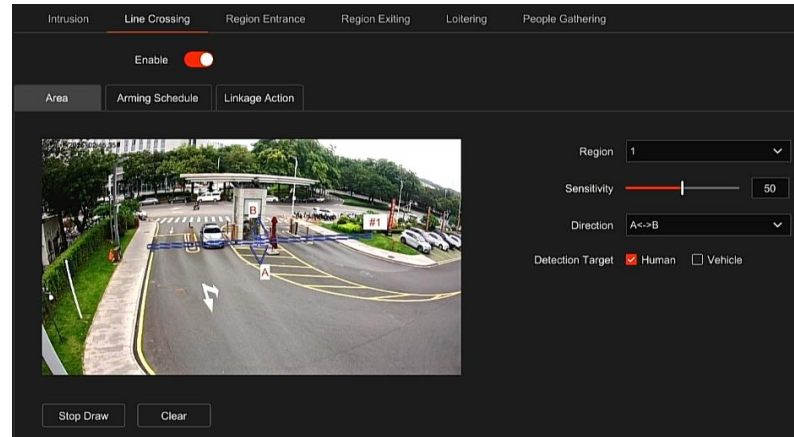 Intrusion Line Crossing Region Entrance Region Exiting Loitering People Gathering
Enable
Area Arming Schedule Linkage Action
Region 1
Sensitivity 50
Direction A<->B
Detection Target Human Vehicle
B
#1
A
Stop Draw Clear